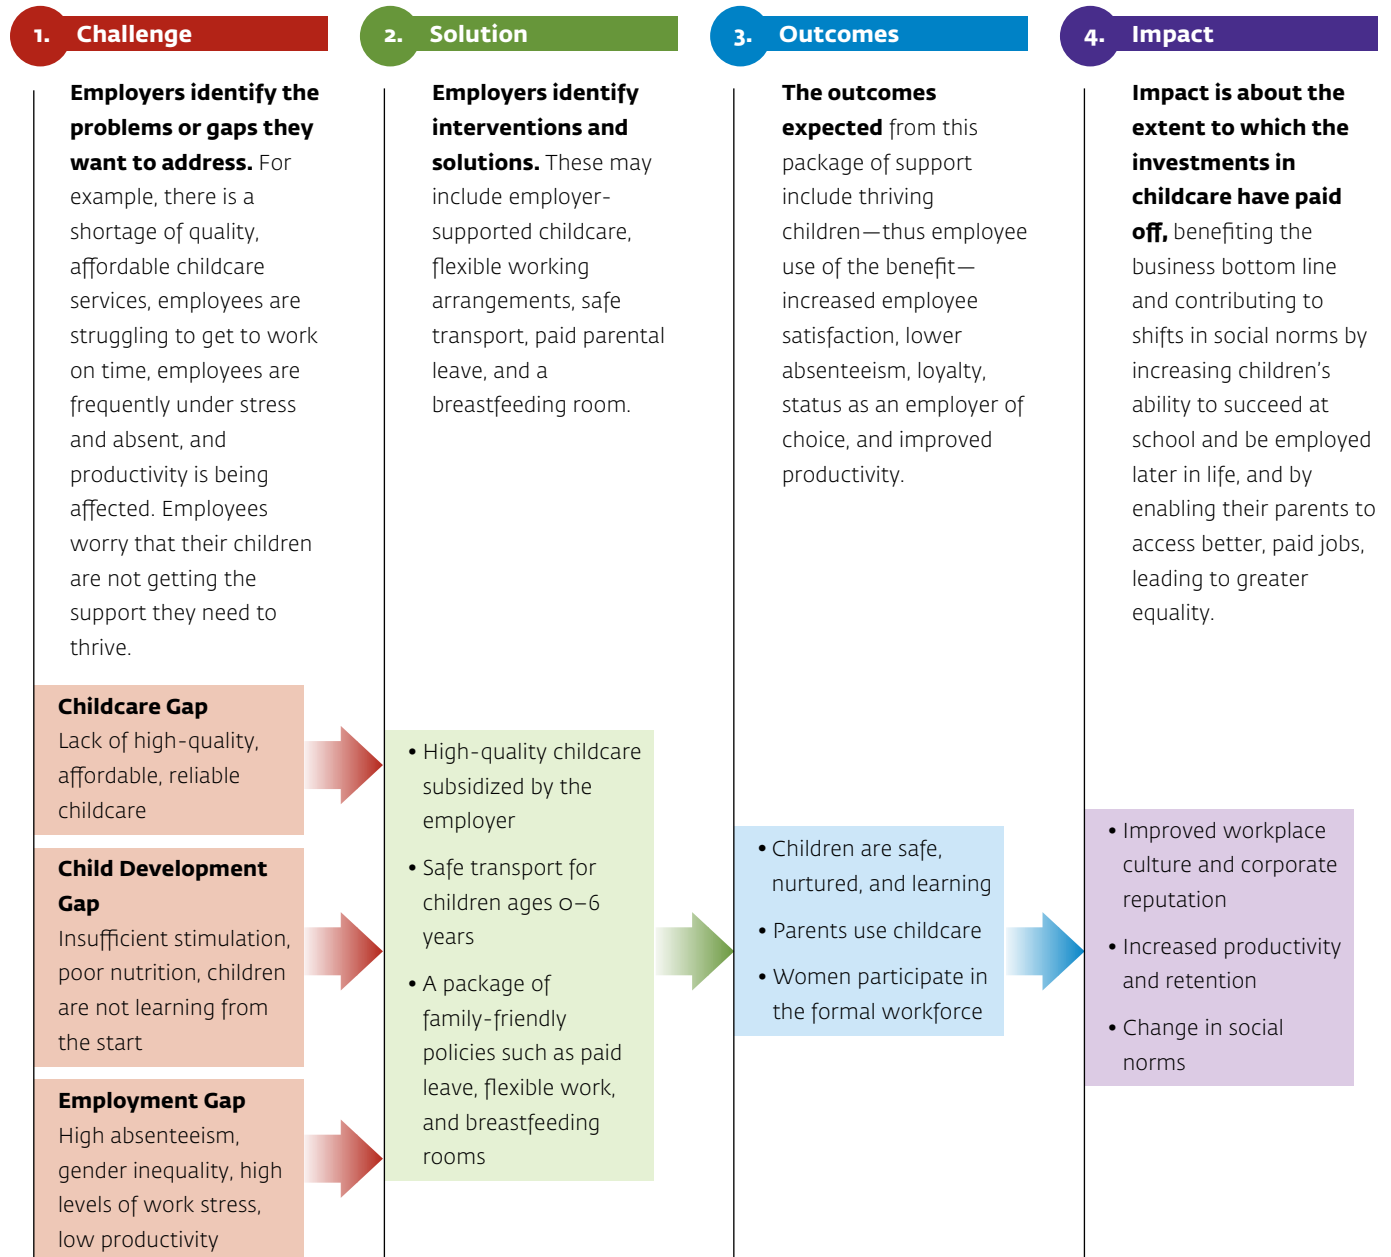 1. Challenge
Employers identify the
problems or gaps they
want to address. For
example, there is a
shortage of quality,
affordable childcare
services, employees are
struggling to get to work
on time, employees are
frequently under stress
and absent, and
productivity is being
affected. Employees
worry that their children
are not getting the
support they need to
thrive.
Childcare Gap
Lack of high-quality,
affordable, reliable
childcare
Child Development
Gap
Insufficient stimulation,
poor nutrition, children
are not learning from
the start
Employment Gap
High absenteeism,
gender inequality, high
levels of work stress,
low productivity
2. Solution
Employers identify
interventions and
solutions. These may
include employer-
supported childcare,
flexible working
arrangements, safe
transport, paid parental
leave, and a
breastfeeding room.
• High-quality childcare
subsidized by the
employer
• Safe transport for
children ages 0–6
years
• A package of
family-friendly
policies such as paid
leave, flexible work,
and breastfeeding
rooms
3. Outcomes
The outcomes
expected from this
package of support
include thriving
children—thus employee
use of the benefit—
increased employee
satisfaction, lower
absenteeism, loyalty,
status as an employer of
choice, and improved
productivity.
• Children are safe,
nurtured, and learning
• Parents use childcare
• Women participate in
the formal workforce
4. Impact
Impact is about the
extent to which the
investments in
childcare have paid
off, benefiting the
business bottom line
and contributing to
shifts in social norms by
increasing children’s
ability to succeed at
school and be employed
later in life, and by
enabling their parents to
access better, paid jobs,
leading to greater
equality.
• Improved workplace
culture and corporate
reputation
• Increased productivity
and retention
• Change in social
norms